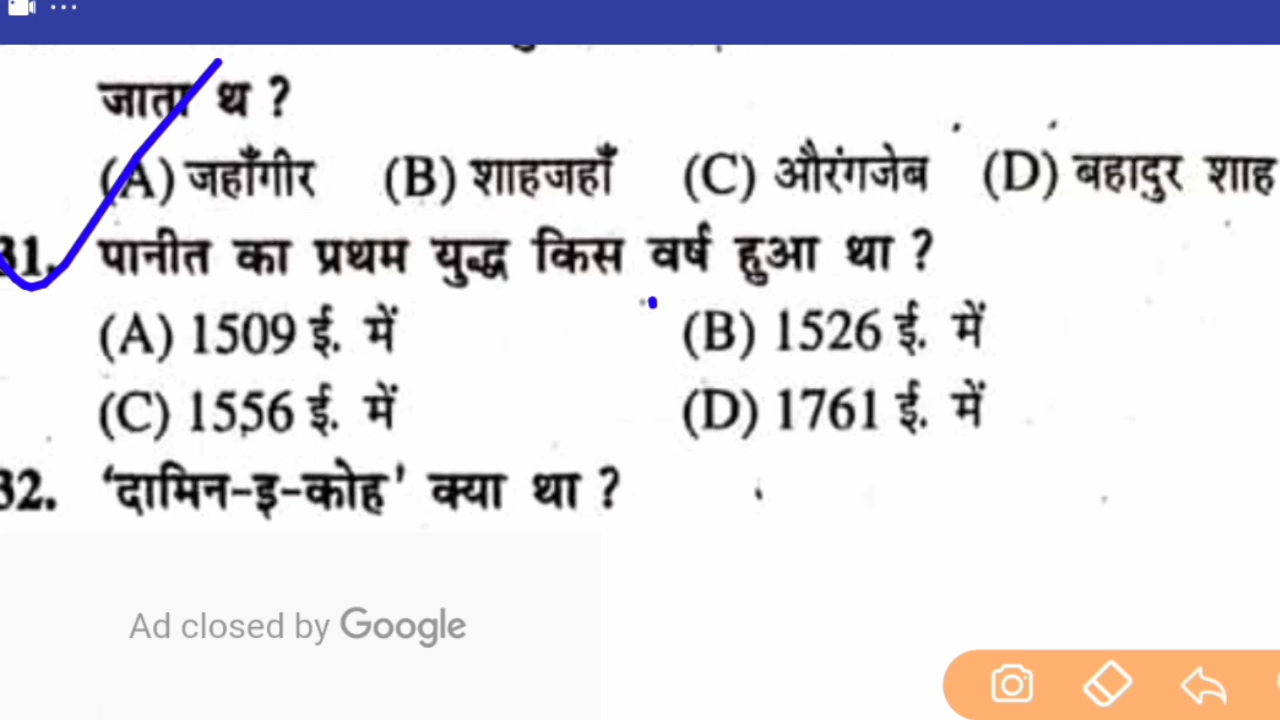 जाता थ ?
(A) जहाँगीर (B) शाहजहाँ (C) औरंगजेब (D) बहादुर शाह
31. पानीत का प्रथम युद्ध किस वर्ष हुआ था ?
(A) 1509 ई. में (B) 1526 ई. में
(C) 1556 ई. में (D) 1761 ई. में
32. ‘दामिन-इ-कोह’ क्या था ?
Ad closed by Google